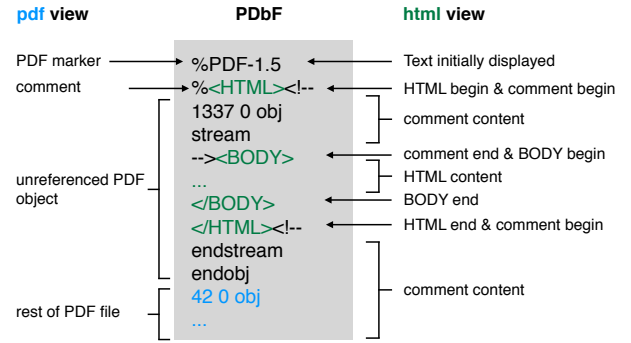 pdf view PDbF html view
PDF marker %PDF-1.5 Text initially displayed
comment %<HTML><!-- HTML begin & comment begin
1337 0 obj
stream comment content
--><BODY> comment end & BODY begin
... HTML content
unreferenced PDF
object
</BODY> BODY end
</HTML><!-- HTML end & comment begin
endstream
endobj
42 0 obj comment content
rest of PDF file
...